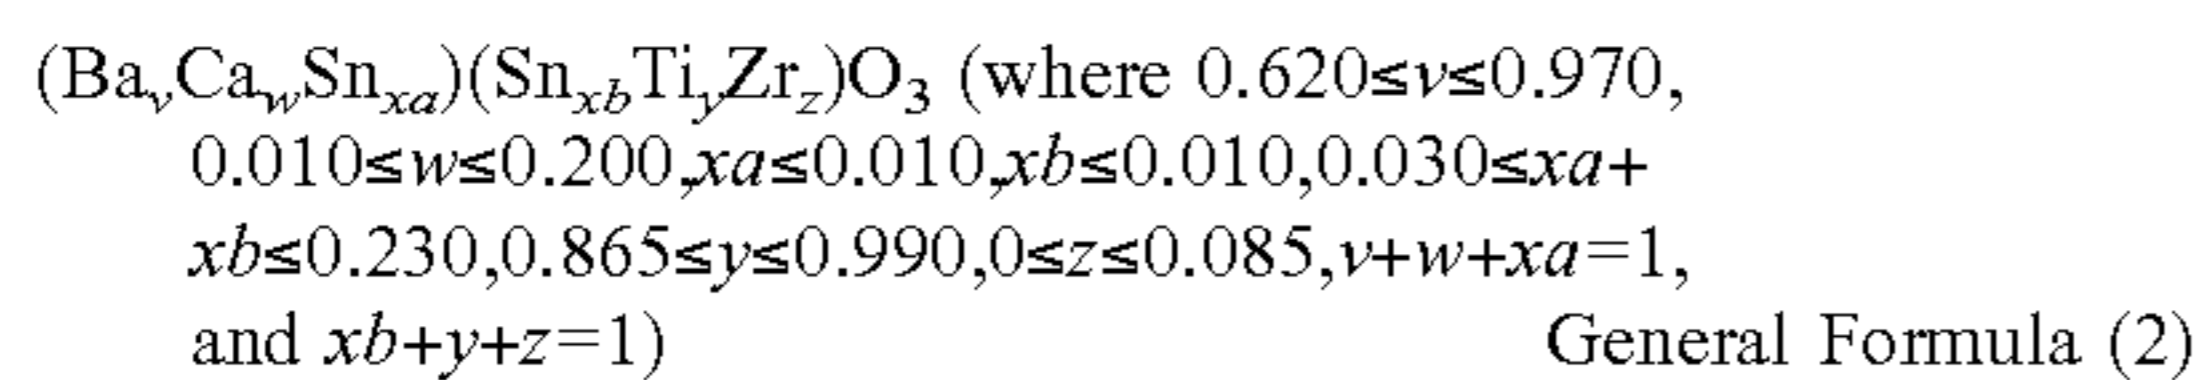 (Ba_vCa_wSn_xa)(Sn_xbTi_yZr_z)O_3 (where 0.620≤v≤0.970,
0.010≤w≤0.200,xa≤0.010,xb≤0.010,0.030≤xa+
xb≤0.230,0.865≤y≤0.990,0≤z≤0.085,v+w+xa=1,
and xb+y+z=1) General Formula (2)